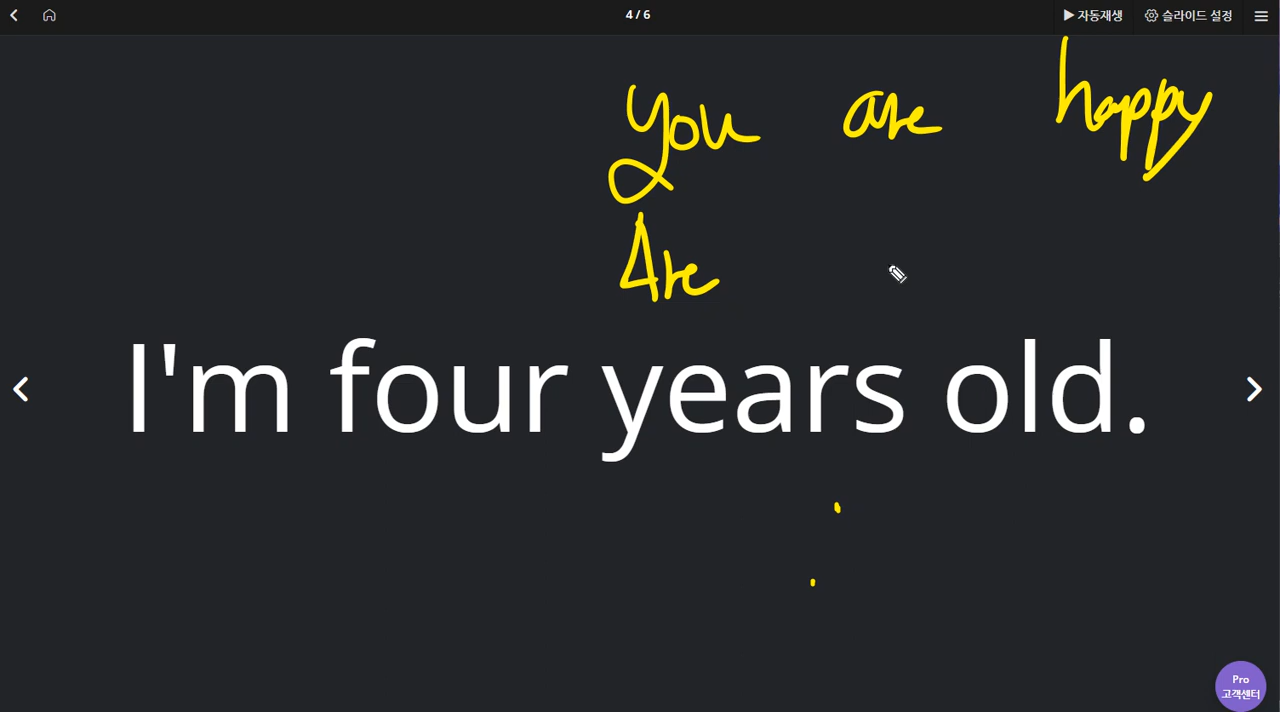 4 / 6 ▶ 자동재생 슬라이드 설정
you are happy
Are
I'm four years old.
Pro
고객센터